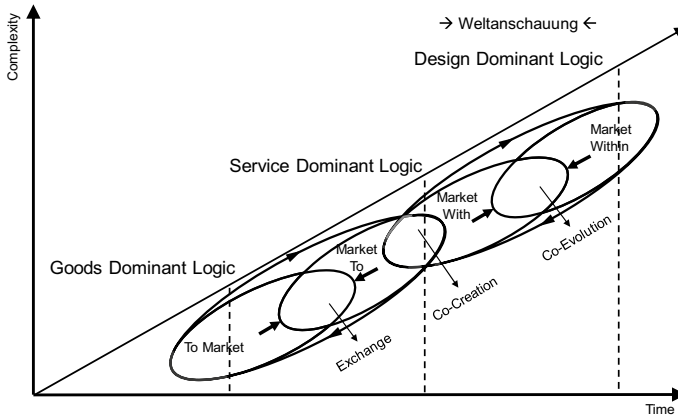 → Weltanschauung ←
Complexity
Design Dominant Logic
Market
Within
Service Dominant Logic
Market
With
Co-Evolution
Market
To
Goods Dominant Logic
Co-Creation
To Market
Exchange
Time